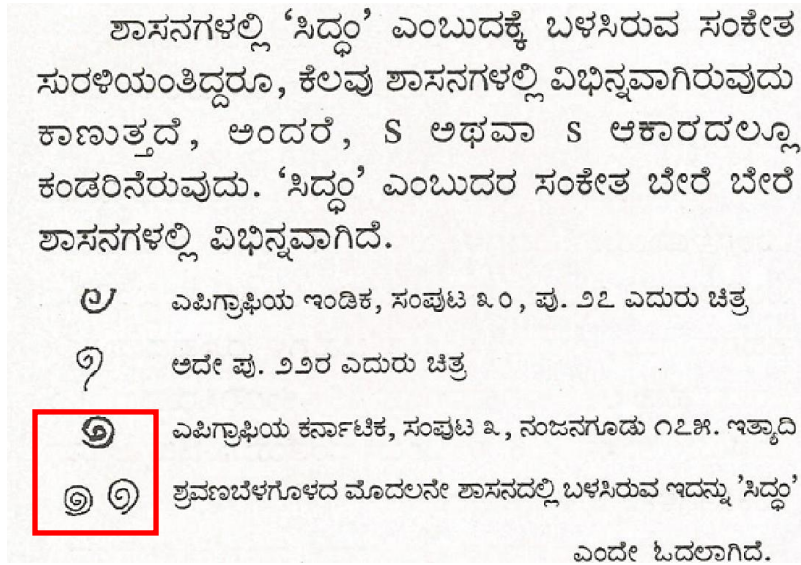 ಶಾಸನಗಳಲ್ಲಿ ‘ಸಿದ್ಧಂ’ ಎಂಬುದಕ್ಕೆ ಬಳಸಿರುವ ಸಂಕೇತ
ಸುರಳಿಯಂತಿದ್ದರೂ, ಕೆಲವು ಶಾಸನಗಳಲ್ಲಿ ವಿಭಿನ್ನವಾಗಿರುವುದು
ಕಾಣುತ್ತದೆ, ಅಂದರೆ, S ಅಥವಾ s ಆಕಾರದಲ್ಲೂ
ಕಂಡರಿನೆರುವುದು. ‘ಸಿದ್ಧಂ’ ಎಂಬುದರ ಸಂಕೇತ ಬೇರೆ ಬೇರೆ
ಶಾಸನಗಳಲ್ಲಿ ವಿಭಿನ್ನವಾಗಿದೆ.
ಎಪಿಗ್ರಾಫಿಯ ಇಂಡಿಕ, ಸಂಪುಟ ೩೦, ಪು. ೨೭ ಎದುರು ಚಿತ್ರ
ಅದೇ ಪು. ೨೨ರ ಎದುರು ಚಿತ್ರ
ಎಪಿಗ್ರಾಫಿಯ ಕರ್ನಾಟಿಕ, ಸಂಪುಟ ೩, ನಂಜನಗೂಡು ೧೭೫. ಇತ್ಯಾದಿ
ಶ್ರವಣಬೆಳಗೊಳದ ಮೊದಲನೇ ಶಾಸನದಲ್ಲಿ ಬಳಸಿರುವ ಇದನ್ನು 'ಸಿದ್ಧಂ'
ಎಂದೇ ಓದಲಾಗಿದೆ.